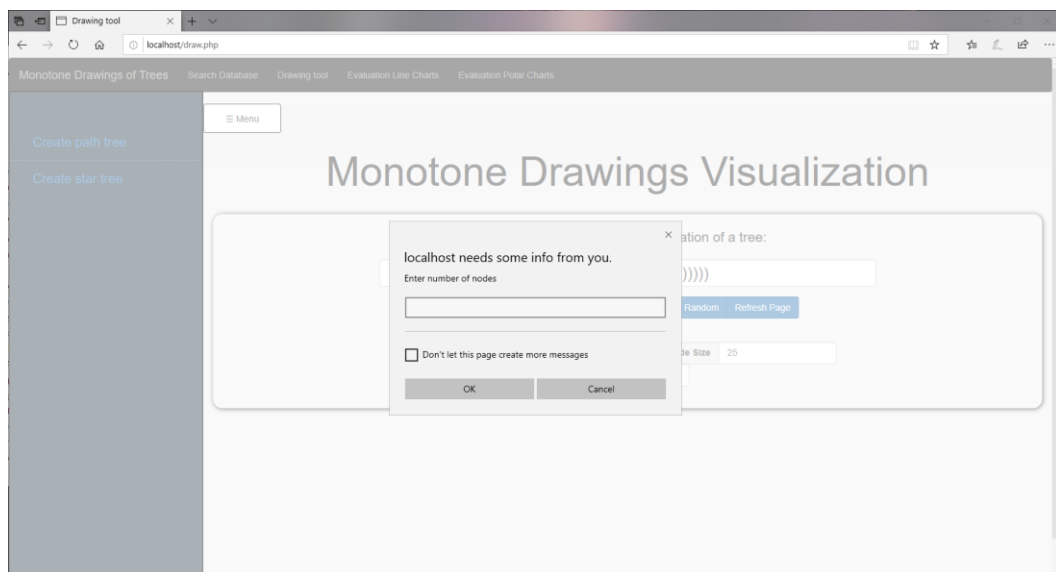 Drawing tool
localhost/draw.php
Monotone Drawings of Trees Search Database Drawing tool Evaluation Line Charts Evaluation Polar Charts
☰ Menu
Create path tree
Create star tree
Monotone Drawings Visualization
ation of a tree:
localhost needs some info from you.
Enter number of nodes
)))))
Random Refresh Page
Don't let this page create more messages
de Size 25
OK Cancel